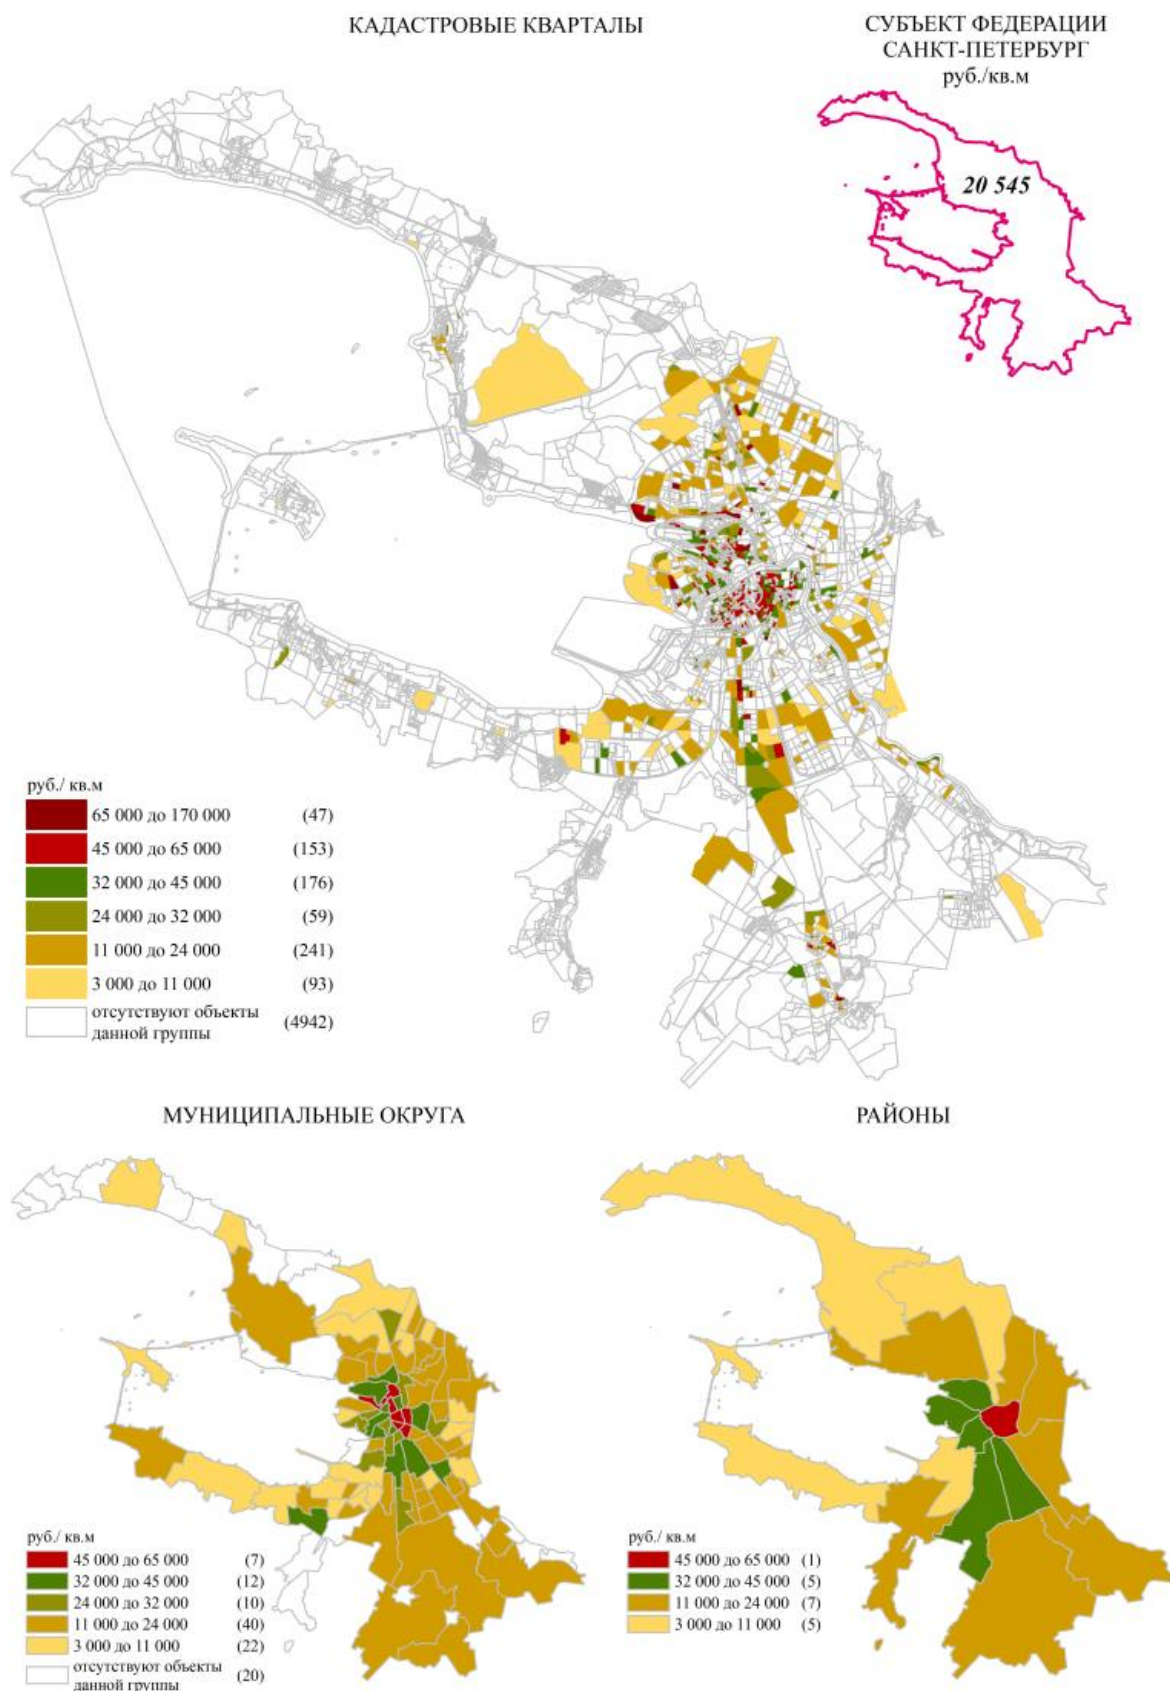 КАДАСТРОВЫЕ КВАРТАЛЫ
СУБЪЕКТ ФЕДЕРАЦИИ
САНКТ-ПЕТЕРБУРГ
руб./кв.м
20 545
руб./ кв.м
65 000 до 170 000 (47)
45 000 до 65 000 (153)
32 000 до 45 000 (176)
24 000 до 32 000 (59)
11 000 до 24 000 (241)
3 000 до 11 000 (93)
отсутствуют объекты
данной группы (4942)
МУНИЦИПАЛЬНЫЕ ОКРУГА
руб./ кв.м
45 000 до 65 000 (7)
32 000 до 45 000 (12)
24 000 до 32 000 (10)
11 000 до 24 000 (40)
3 000 до 11 000 (22)
отсутствуют объекты
данной группы (20)
РАЙОНЫ
руб./ кв.м
45 000 до 65 000 (1)
32 000 до 45 000 (5)
11 000 до 24 000 (7)
3 000 до 11 000 (5)